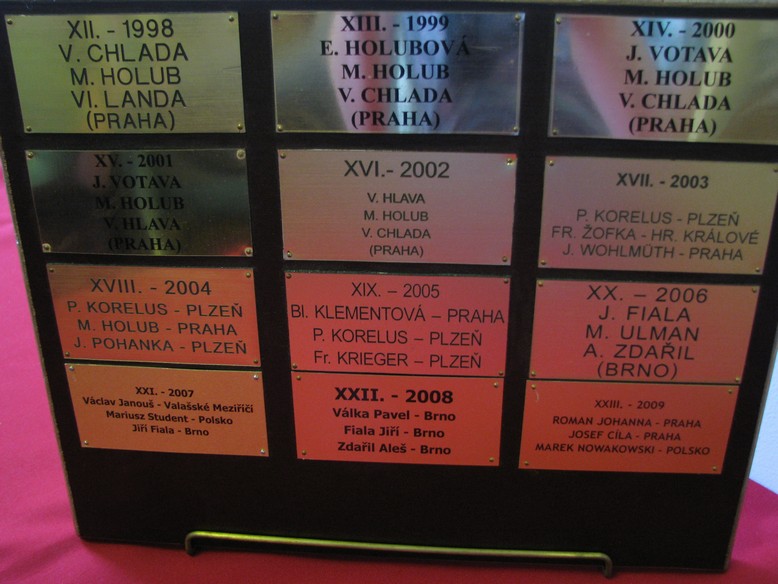 XII. - 1998
V. CHLADA
M. HOLUB
VI. LANDA
(PRAHA)
XIII. - 1999
E. HOLUBOVÁ
M. HOLUB
V. CHLADA
(PRAHA)
XIV. - 2000
J. VOTAVA
M. HOLUB
V. CHLADA
(PRAHA)
XV. - 2001
J. VOTAVA
M. HOLUB
V. HLAVA
(PRAHA)
XVI. - 2002
V. HLAVA
M. HOLUB
V. CHLADA
(PRAHA)
XVII. - 2003
P. KORELUS - PLZEŇ
FR. ŽOFKA - HR. KRÁLOVÉ
J. WOHLMÜTH - PRAHA
XVIII. - 2004
P. KORELUS - PLZEŇ
M. HOLUB - PRAHA
J. POHANKA - PLZEŇ
XIX. - 2005
Bl. KLEMENTOVÁ – PRAHA
P. KORELUS – PLZEŇ
Fr. KRIEGER – PLZEŇ
XX. – 2006
J. FIALA
M. ULMAN
A. ZDAŘIL
(BRNO)
XXI. - 2007
Václav Janouš - Valašské Meziříčí
Mariusz Student - Polsko
Jiří Fiala - Brno
XXII. - 2008
Válka Pavel - Brno
Fiala Jiří - Brno
Zdařil Aleš - Brno
XXIII. - 2009
ROMAN JOHANNA - PRAHA
JOSEF CÍLA - PRAHA
MAREK NOWAKOWSKI - POLSKO